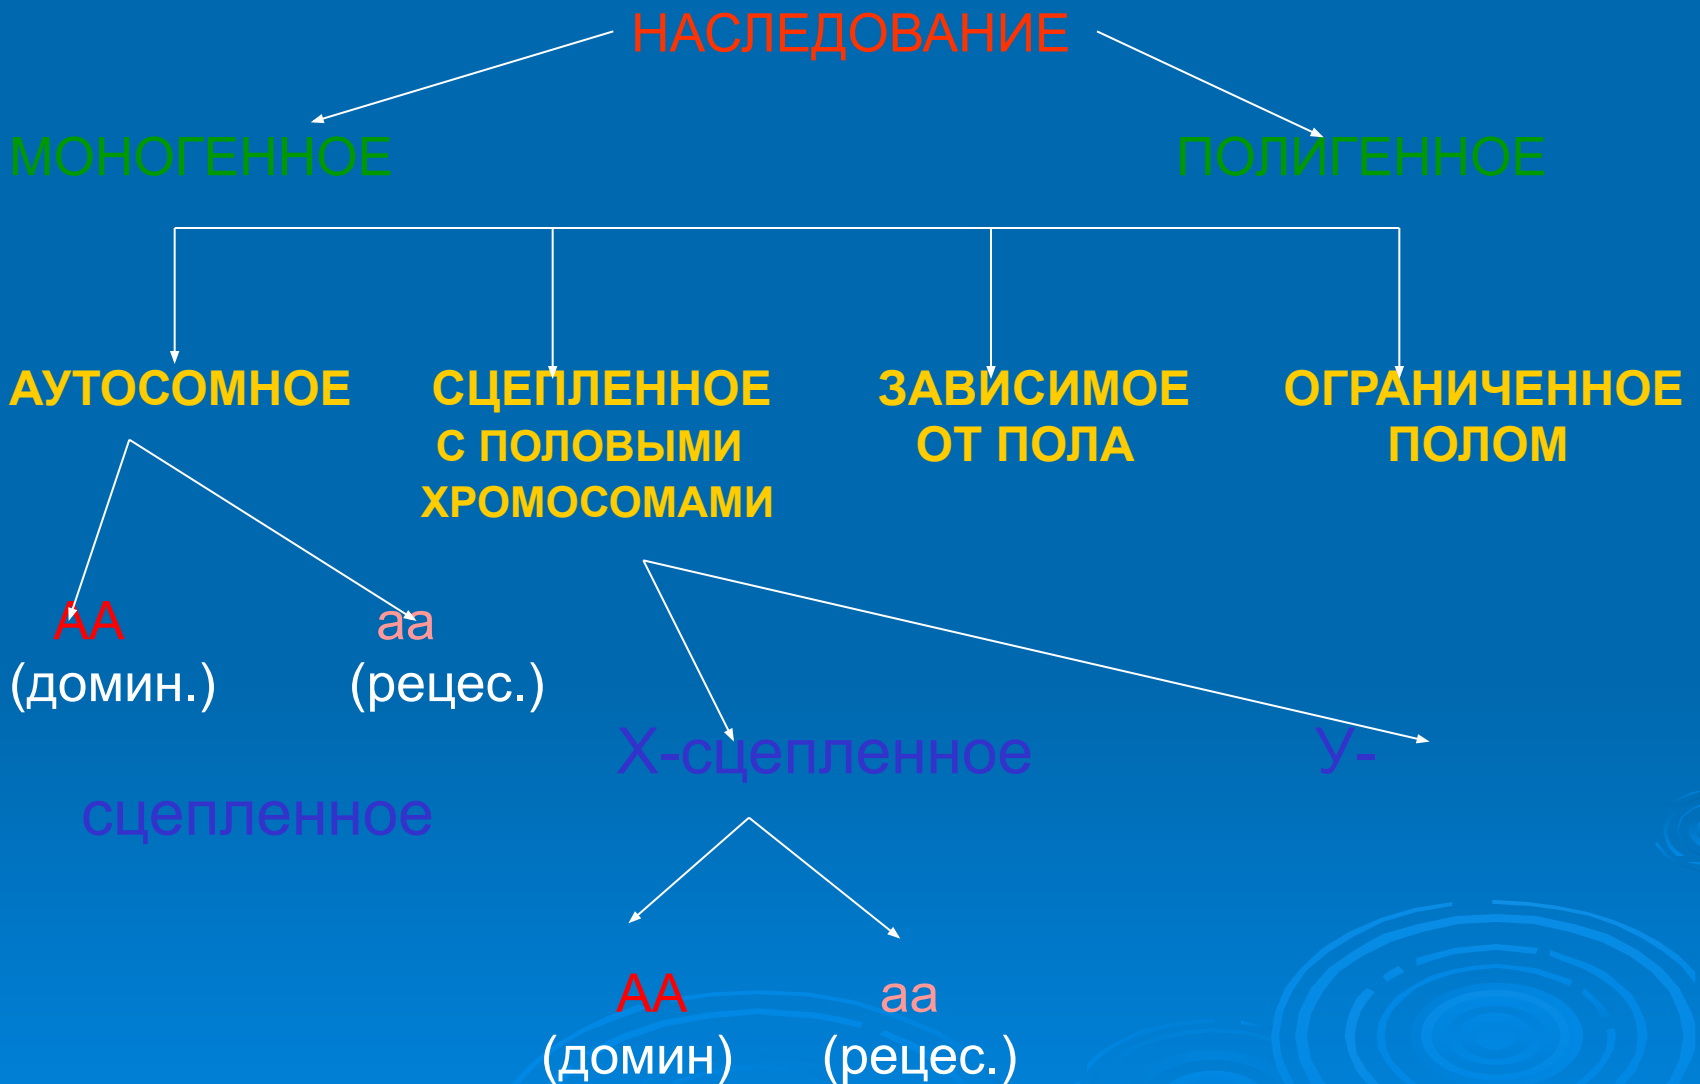 НАСЛЕДОВАНИЕ
МОНОГЕННОЕ ПОЛИГЕННОЕ
АУТОСОМНОЕ СЦЕПЛЕННОЕ ЗАВИСИМОЕ ОГРАНИЧЕННОЕ
С ПОЛОВЫМИ ОТ ПОЛА ПОЛОМ
ХРОМОСОМАМИ
АА аа
(домин.) (рецес.)
Х-сцепленное У-
сцепленное
АА аа
(домин) (рецес.)